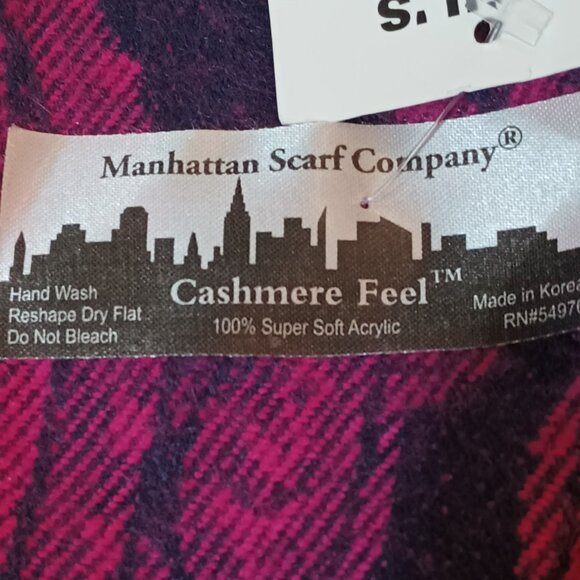 Manhattan Scarf Company®
Cashmere Feel™
100% Super Soft Acrylic
Hand Wash
Reshape Dry Flat
Do Not Bleach
Made in Korea